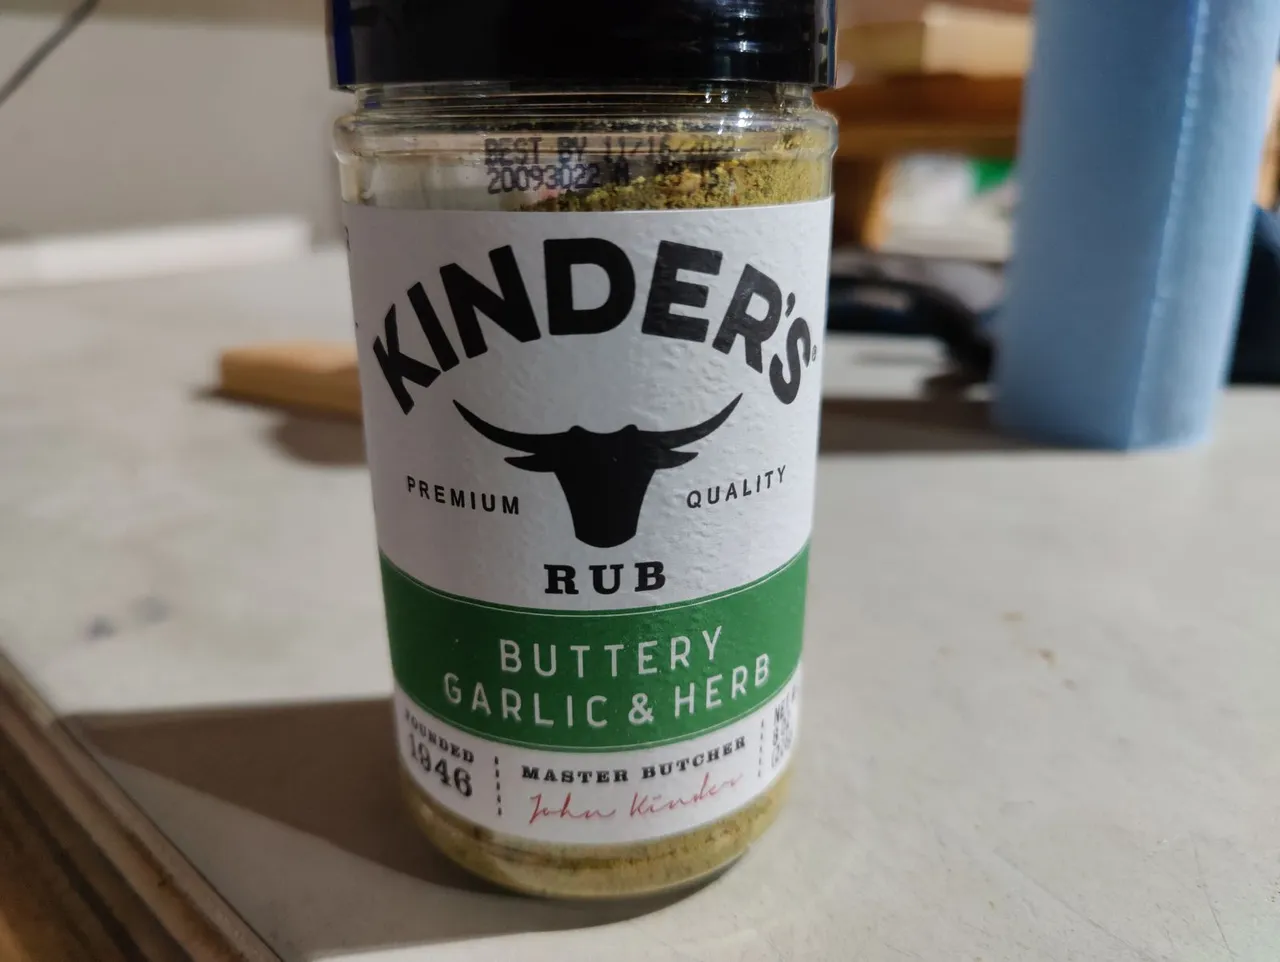 BEST BY 11/16/2022
20093022
KINDER'S
PREMIUM QUALITY
RUB
BUTTERY
GARLIC & HERB
FOUNDED
1946
MASTER BUTCHER
John Kinder